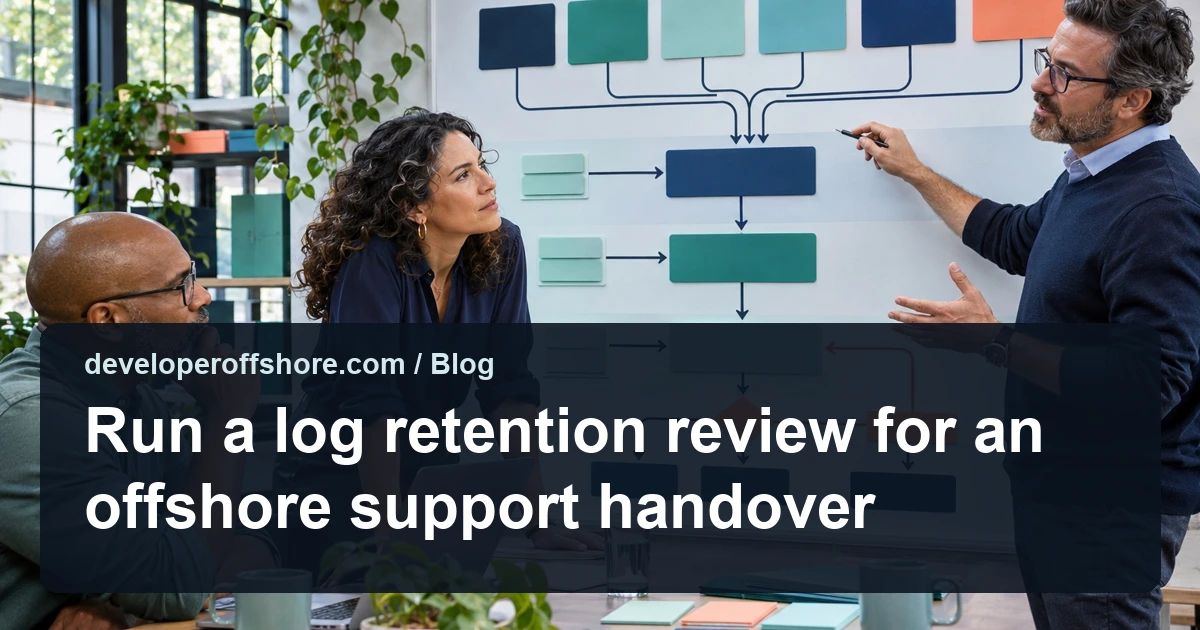 developeroffshore.com / Blog
Run a log retention review for an
offshore support handover